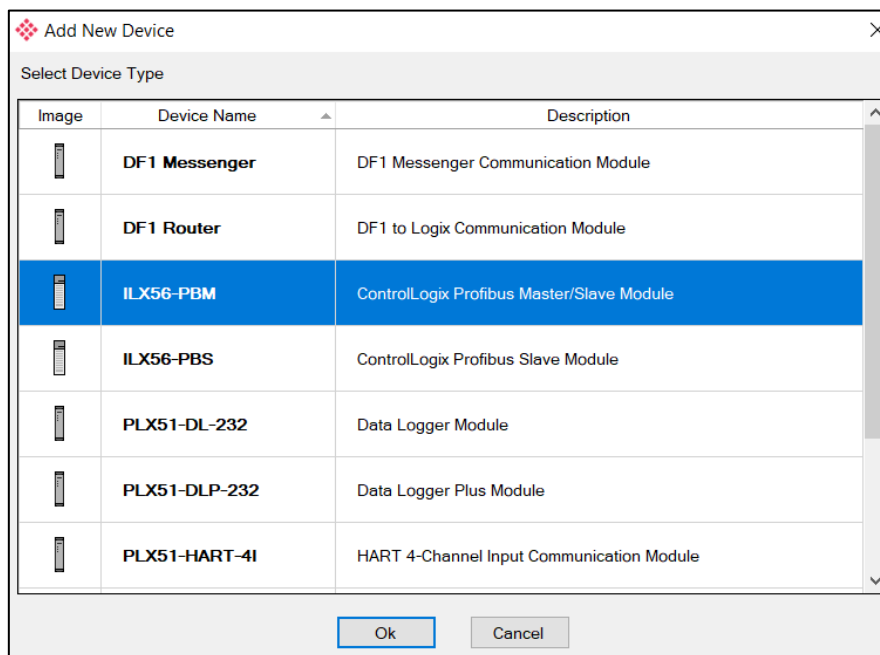 Add New Device
Select Device Type
Image Device Name Description
DF1 Messenger DF1 Messenger Communication Module
DF1 Router DF1 to Logix Communication Module
ILX56-PBM ControlLogix Profibus Master/Slave Module
ILX56-PBS ControlLogix Profibus Slave Module
PLX51-DL-232 Data Logger Module
PLX51-DLP-232 Data Logger Plus Module
PLX51-HART-4I HART 4-Channel Input Communication Module
Ok Cancel